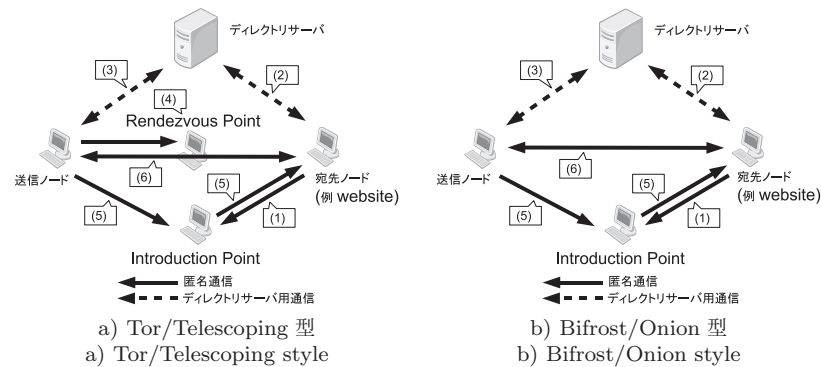 ディレクトリサーバ
(3)
(2)
(4)
Rendezvous Point
送信ノード
(6)
(5)
宛先ノード
(例 website)
(5)
(1)
Introduction Point
匿名通信
ディレクトリサーバ用通信
a) Tor/Telescoping 型
a) Tor/Telescoping style
ディレクトリサーバ
(3)
(2)
送信ノード
(6)
(5)
宛先ノード
(例 website)
(5)
(1)
Introduction Point
匿名通信
ディレクトリサーバ用通信
b) Bifrost/Onion 型
b) Bifrost/Onion style